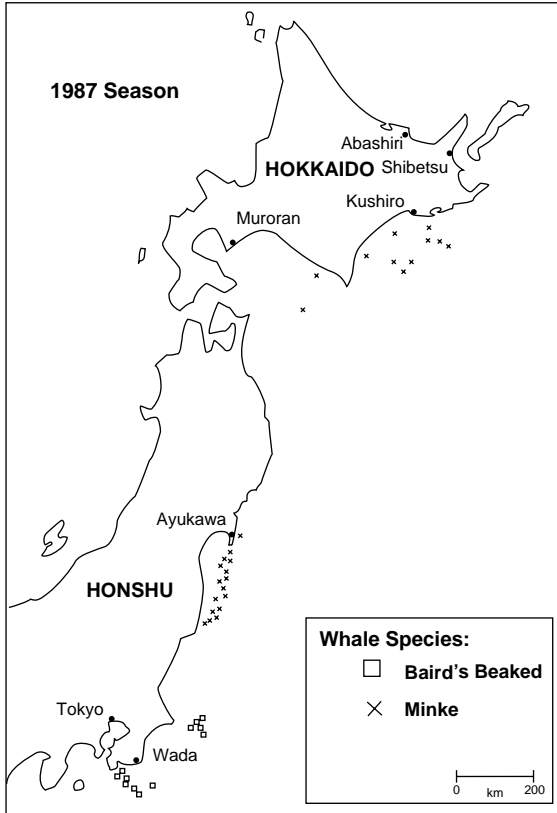 1987 Season
Abashiri
HOKKAIDO
Shibetsu
Kushiro
Muroran
Ayukawa
HONSHU
Tokyo
Wada
Whale Species:
Baird's Beaked
Minke
0 km 200